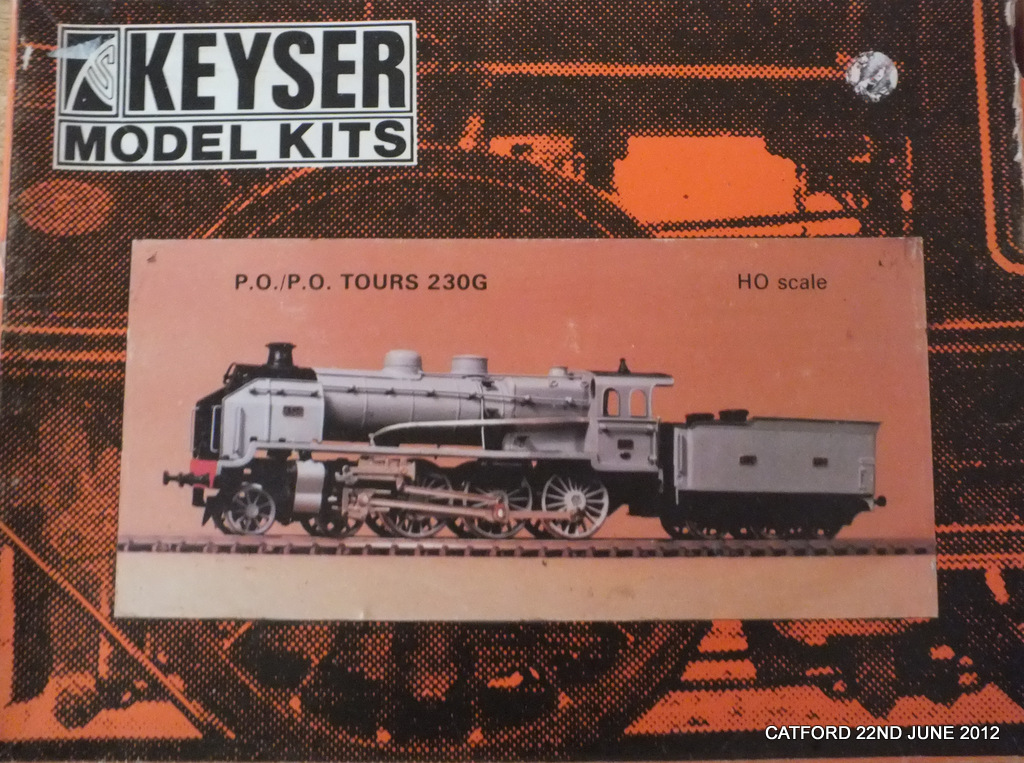 KEYSER
MODEL KITS
P.O./P.O. TOURS 230G
HO scale
CATFORD 22ND JUNE 2012